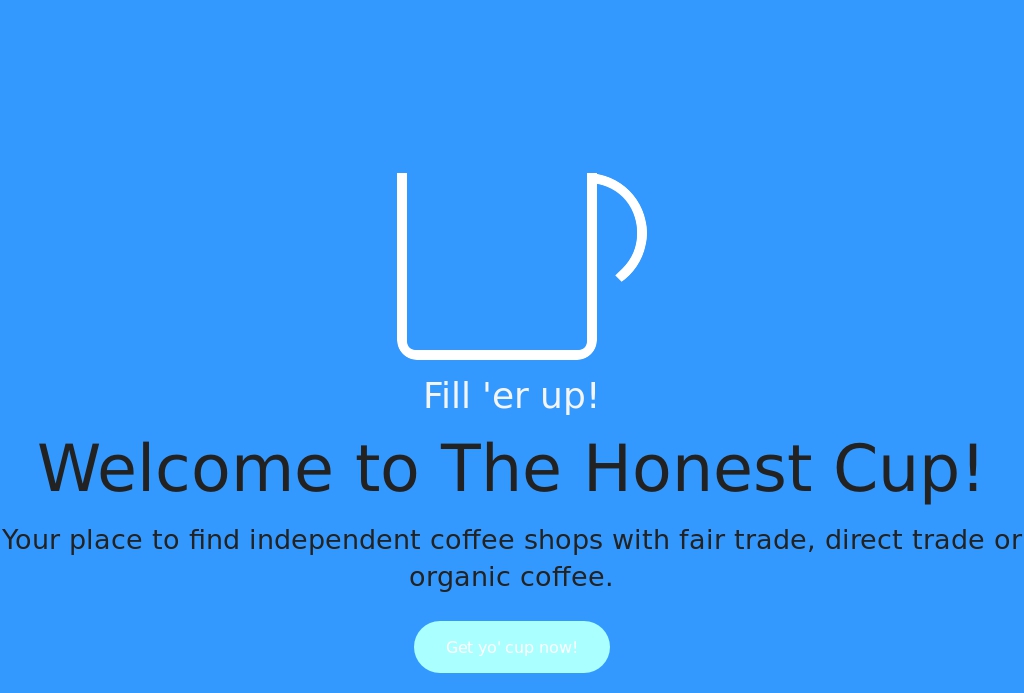 Fill 'er up!
Welcome to The Honest Cup!
Your place to find independent coffee shops with fair trade, direct trade or
organic coffee.
Get yo' cup now!